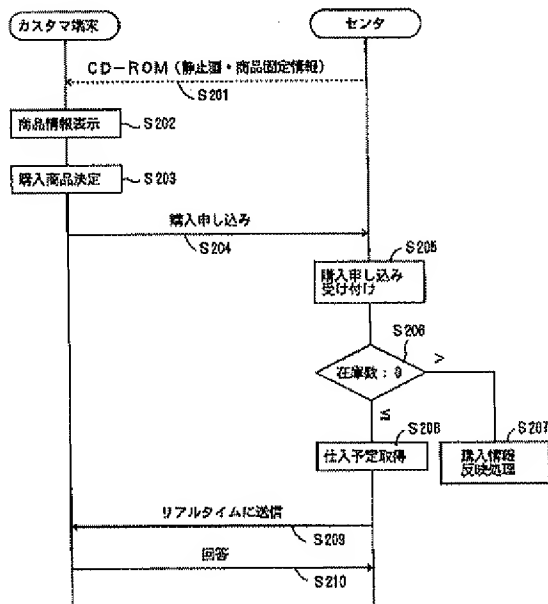 カスタマ端末
センタ
CD-ROM（静止画・商品固定情報）
S201
商品情報表示
S202
購入商品決定
S203
購入申し込み
S204
S205
購入申し込み
受け付け
S206
在庫数：0
>
≦
S208
仕入予定取得
S207
購入情報
反映処理
リアルタイムに送信
S209
回答
S210